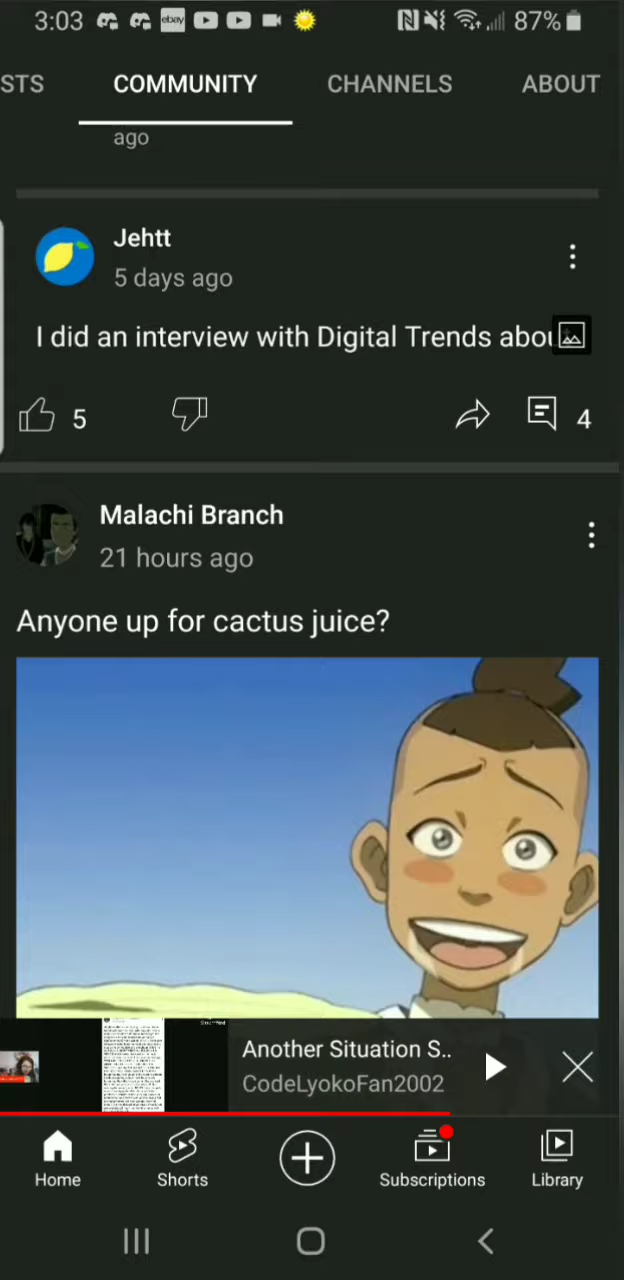 3:03
ebay
87%
STS
COMMUNITY
CHANNELS
ABOUT
ago
Jehtt
5 days ago
I did an interview with Digital Trends abou
5
4
Malachi Branch
21 hours ago
Anyone up for cactus juice?
Another Situation S..
CodeLyokoFan2002
Home
Shorts
Subscriptions
Library